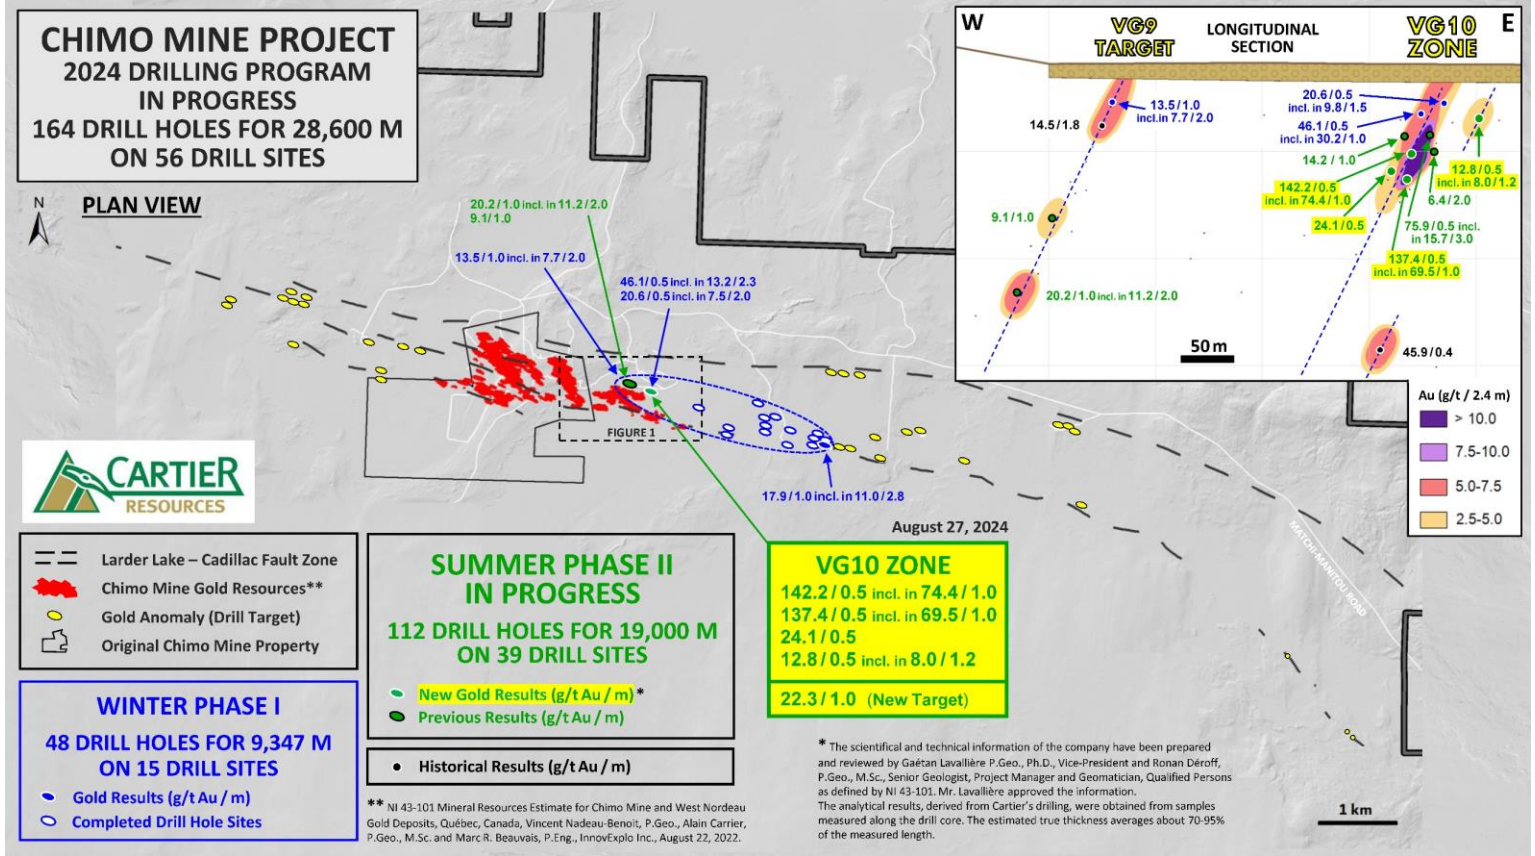 CHIMO MINE PROJECT
2024 DRILLING PROGRAM
IN PROGRESS
164 DRILL HOLES FOR 28,600 M
ON 56 DRILL SITES
N
PLAN VIEW
20.2/1.0 incl. in 11.2/2.0
9.1/1.0
13.5/1.0 incl. in 7.7/2.0
46.1/0.5 incl. in 13.2/2.3
20.6/0.5 incl. in 7.5/2.0
FIGURE 1
17.9/1.0 incl. in 11.0/2.8
MATCHI-MANITOU ROAD
W
VG9
TARGET
LONGITUDINAL
SECTION
VG10
ZONE
E
13.5/1.0
incl.in 7.7/2.0
14.5/1.8
9.1/1.0
20.2/1.0 incl. in 11.2/2.0
20.6/0.5
incl. in 9.8/1.5
46.1/0.5
incl. in 30.2/1.0
14.2/1.0
142.2/0.5
incl. in 74.4/1.0
24.1/0.5
12.8/0.5
incl. in 8.0/1.2
6.4/2.0
75.9/0.5 incl.
in 15.7/3.0
137.4/0.5
incl. in 69.5/1.0
50 m
45.9/0.4
Au (g/t / 2.4 m)
> 10.0
7.5-10.0
5.0-7.5
2.5-5.0
CARTIER
RESOURCES
Larder Lake – Cadillac Fault Zone
Chimo Mine Gold Resources**
Gold Anomaly (Drill Target)
Original Chimo Mine Property
WINTER PHASE I
48 DRILL HOLES FOR 9,347 M
ON 15 DRILL SITES
Gold Results (g/t Au / m)
Completed Drill Hole Sites
SUMMER PHASE II
IN PROGRESS
112 DRILL HOLES FOR 19,000 M
ON 39 DRILL SITES
New Gold Results (g/t Au / m)*
Previous Results (g/t Au / m)
Historical Results (g/t Au / m)
** NI 43-101 Mineral Resources Estimate for Chimo Mine and West Nordeau
Gold Deposits, Québec, Canada, Vincent Nadeau-Benoit, P.Geo., Alain Carrier,
P.Geo., M.Sc. and Marc R. Beauvais, P.Eng., InnovExplo Inc., August 22, 2022.
August 27, 2024
VG10 ZONE
142.2/0.5 incl. in 74.4/1.0
137.4/0.5 incl. in 69.5/1.0
24.1/0.5
12.8/0.5 incl. in 8.0/1.2
22.3/1.0 (New Target)
* The scientifical and technical information of the company have been prepared
and reviewed by Gaétan Lavallière P.Geo., Ph.D., Vice-President and Ronan Déroff,
P.Geo., M.Sc., Senior Geologist, Project Manager and Geomatician, Qualified Persons
as defined by NI 43-101. Mr. Lavallière approved the information.
The analytical results, derived from Cartier's drilling, were obtained from samples
measured along the drill core. The estimated true thickness averages about 70-95%
of the measured length.
1 km